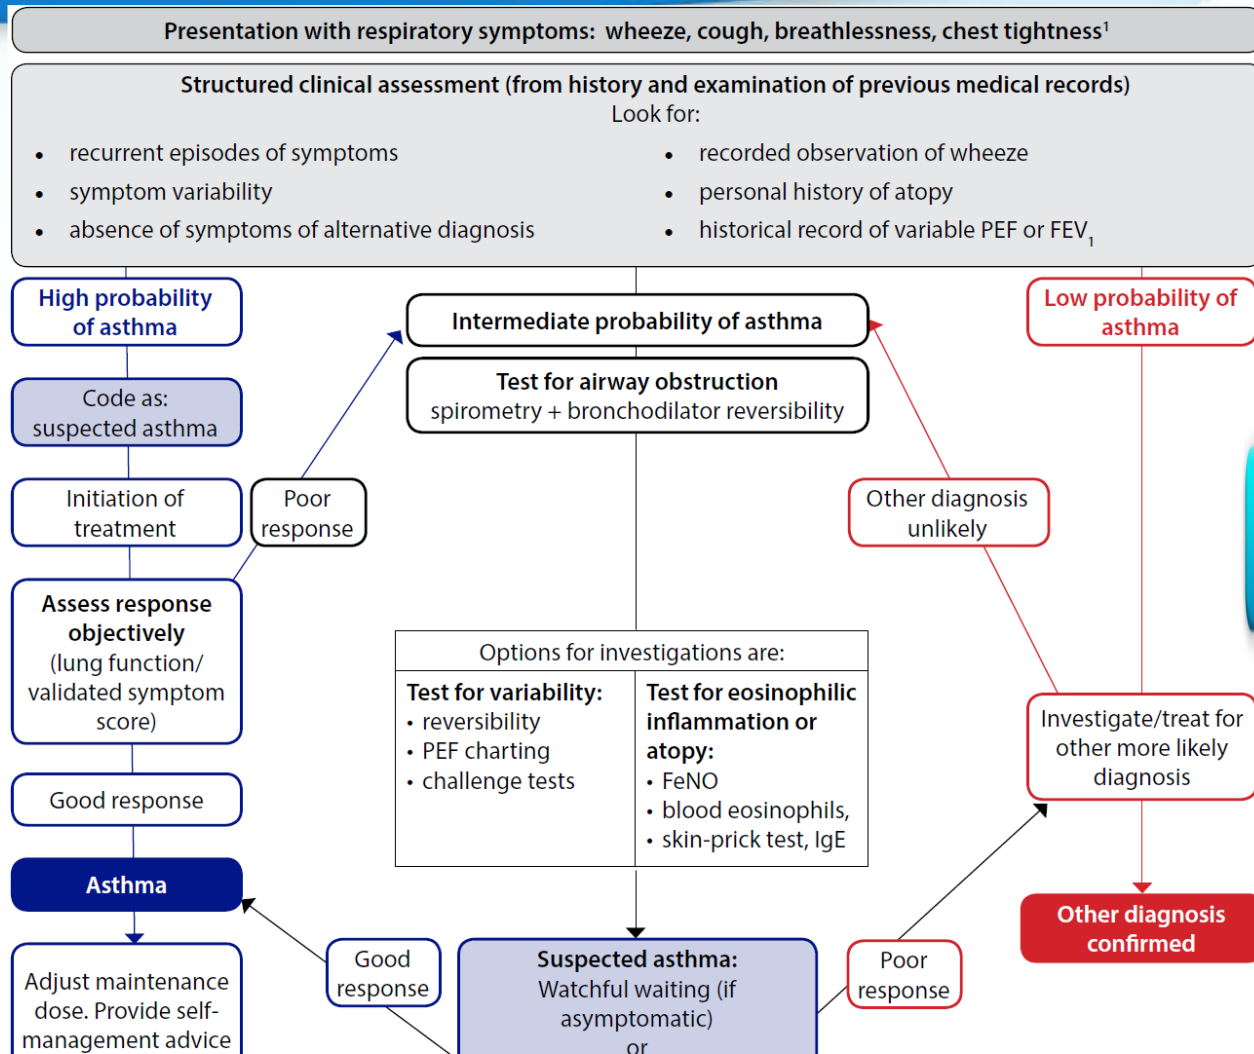 Presentation with respiratory symptoms: wheeze, cough, breathlessness, chest tightness¹
Structured clinical assessment (from history and examination of previous medical records)
Look for:
• recurrent episodes of symptoms
• symptom variability
• absence of symptoms of alternative diagnosis
• recorded observation of wheeze
• personal history of atopy
• historical record of variable PEF or FEV₁
High probability
of asthma
Code as:
suspected asthma
Initiation of
treatment
Poor
response
Assess response
objectively
(lung function/
validated symptom
score)
Good response
Asthma
Adjust maintenance
dose. Provide self-
management advice
Intermediate probability of asthma
Test for airway obstruction
spirometry + bronchodilator reversibility
Options for investigations are:
Test for variability:
• reversibility
• PEF charting
• challenge tests
Test for eosinophilic
inflammation or
atopy:
• FeNO
• blood eosinophils,
• skin-prick test, IgE
Good
response
Suspected asthma:
Watchful waiting (if
asymptomatic)
or
Poor
response
Low probability of
asthma
Other diagnosis
unlikely
Investigate/treat for
other more likely
diagnosis
Other diagnosis
confirmed